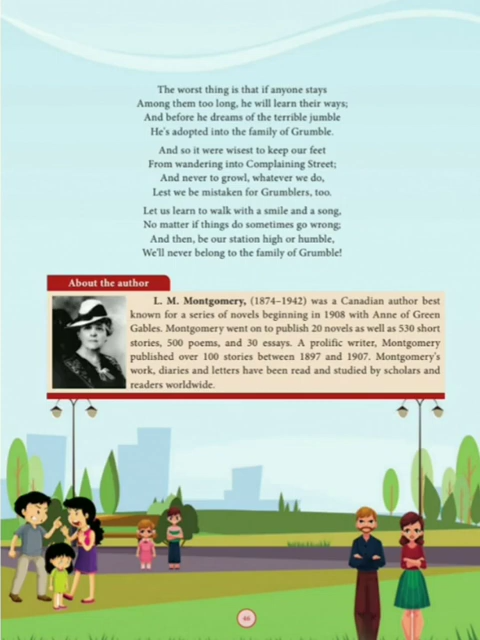 The worst thing is that if anyone stays
Among them too long, he will learn their ways;
And before he dreams of the terrible jumble
He's adopted into the family of Grumble.
And so it were wisest to keep our feet
From wandering into Complaining Street;
And never to growl, whatever we do,
Lest we be mistaken for Grumblers, too.
Let us learn to walk with a smile and a song,
No matter if things do sometimes go wrong;
And then, be our station high or humble,
We'll never belong to the family of Grumble!
About the author
L. M. Montgomery, (1874–1942) was a Canadian author best
known for a series of novels beginning in 1908 with Anne of Green
Gables. Montgomery went on to publish 20 novels as well as 530 short
stories, 500 poems, and 30 essays. A prolific writer, Montgomery
published over 100 stories between 1897 and 1907. Montgomery's
work, diaries and letters have been read and studied by scholars and
readers worldwide.
46